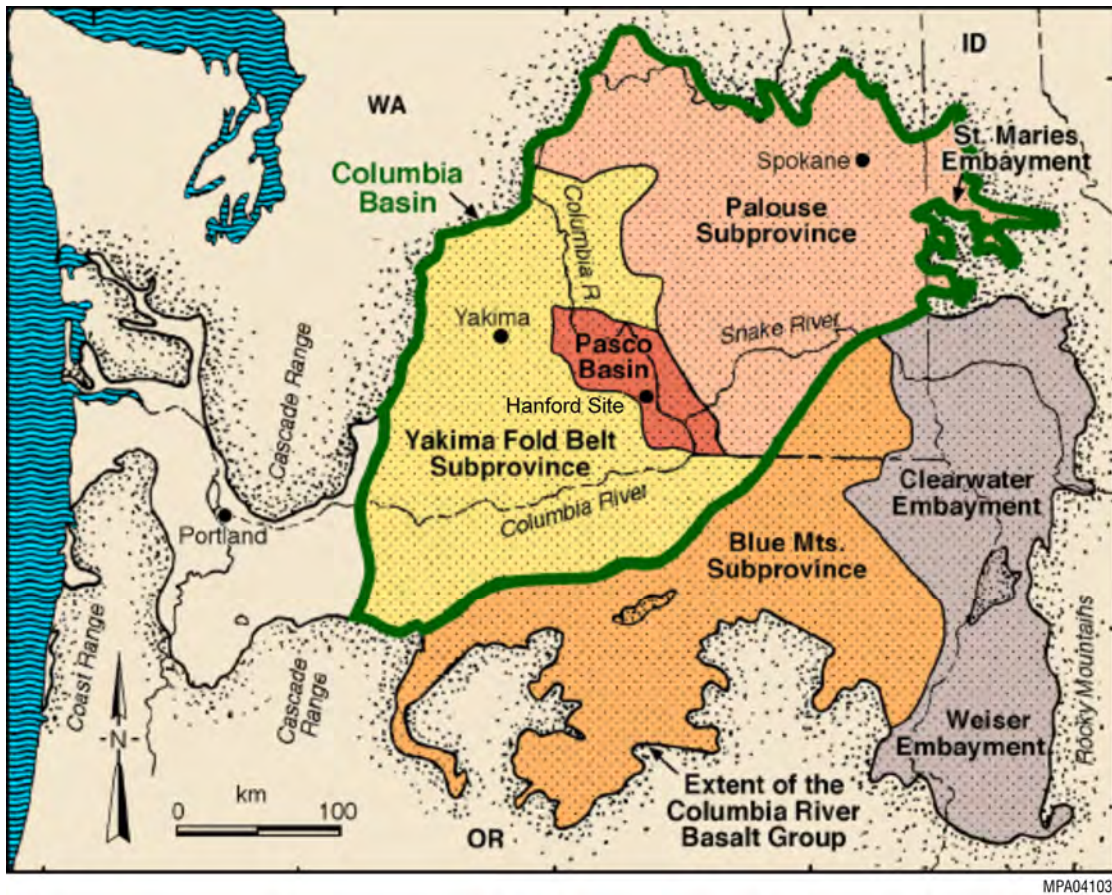 WA
ID
St. Maries
Embayment
Spokane
Columbia
Basin
Columbia R.
Palouse
Subprovince
Yakima
Pasco
Basin
Snake River
Hanford Site
Cascade Range
Yakima Fold Belt
Subprovince
Columbia River
Clearwater
Embayment
Portland
Blue Mts.
Subprovince
Coast Range
Cascade
Range
Rocky Mountains
N
Weiser
Embayment
km
0 100
Extent of the
Columbia River
Basalt Group
OR
MPA04103